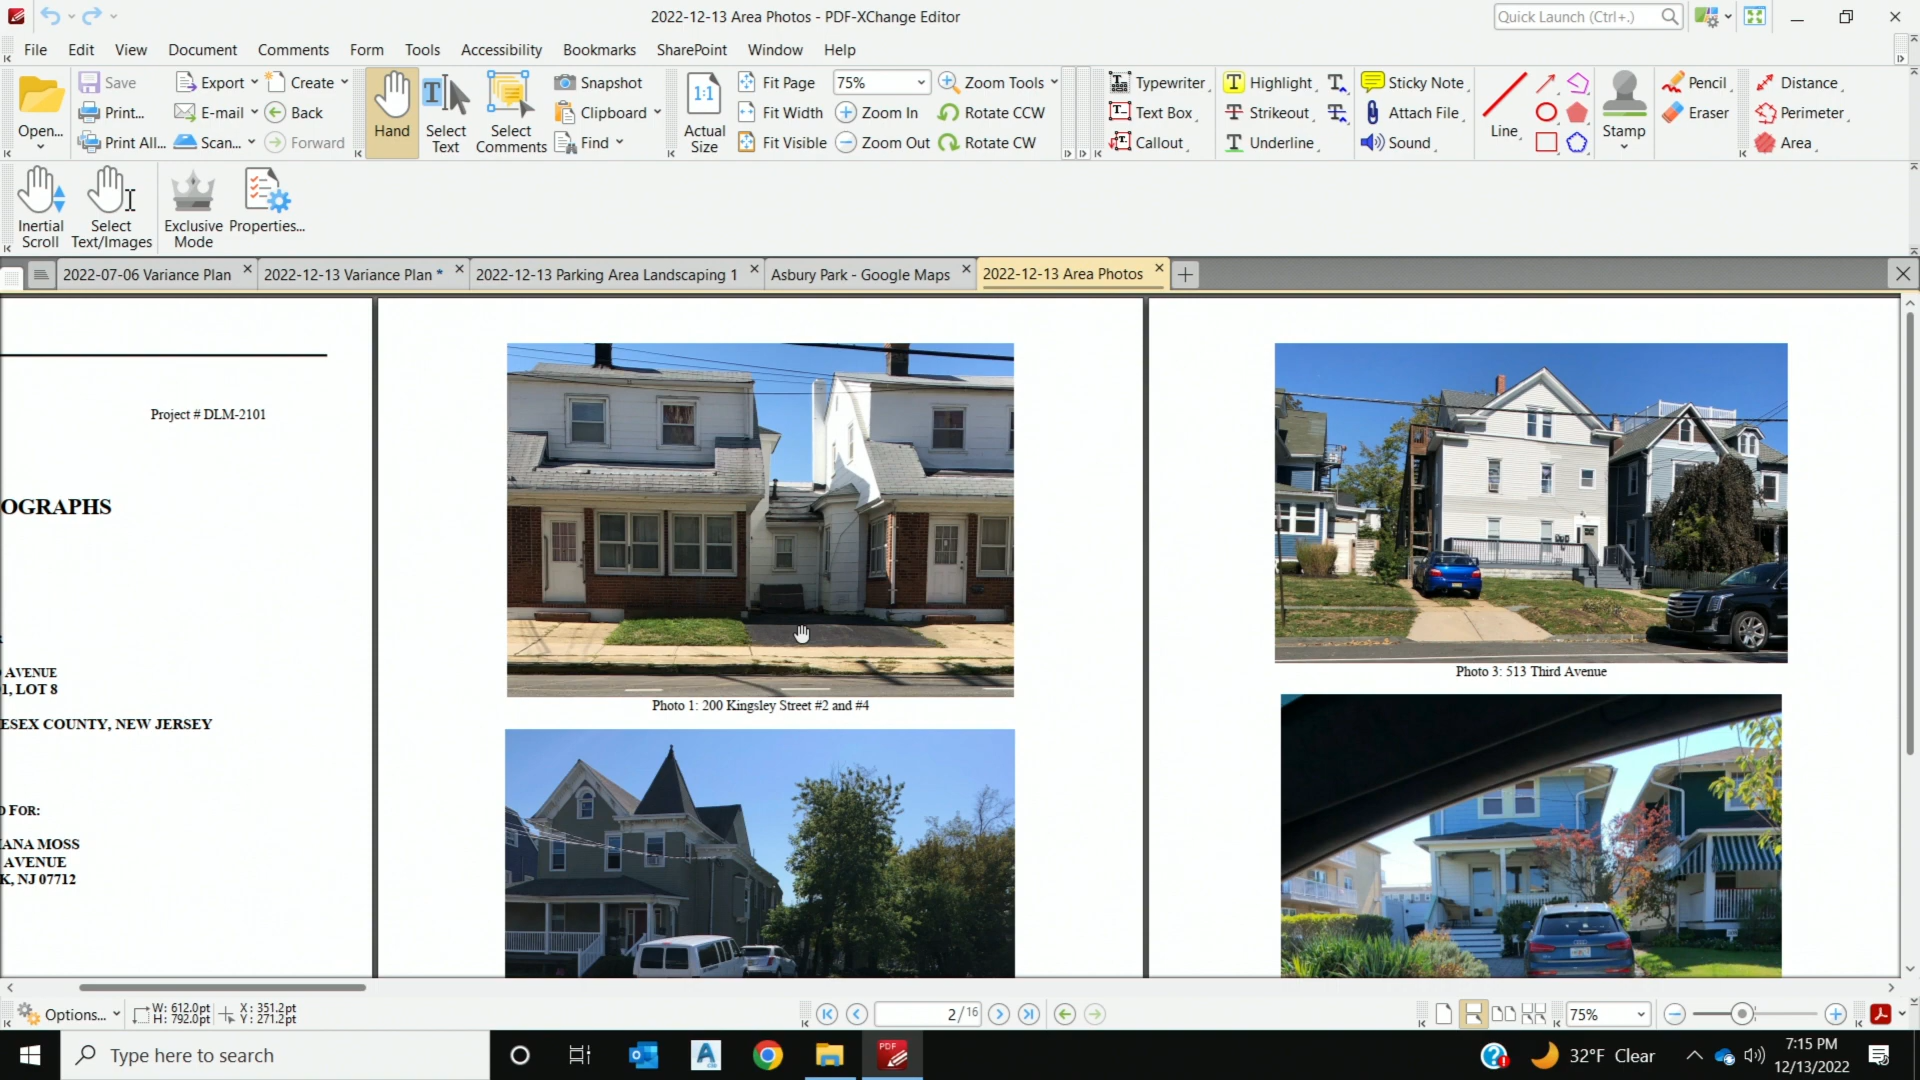 2022-12-13 Area Photos - PDF-XChange Editor
Quick Launch (Ctrl+.)
File Edit View Document Comments Form Tools Accessibility Bookmarks SharePoint Window Help
Open...
Save
Print...
Print All...
Export
E-mail
Scan...
Create
Back
Forward
Hand
Select Text
Select Comments
Snapshot
Clipboard
Find
1:1
Actual Size
Fit Page
Fit Width
Fit Visible
75%
Zoom In
Zoom Out
Zoom Tools
Rotate CCW
Rotate CW
Typewriter
Text Box
Callout
Highlight
Strikeout
Underline
Sticky Note
Attach File
Sound
Line
Stamp
Pencil
Eraser
Distance
Perimeter
Area
Inertial Scroll
Select Text/Images
Exclusive Mode
Properties...
2022-07-06 Variance Plan
2022-12-13 Variance Plan *
2022-12-13 Parking Area Landscaping 1
Asbury Park - Google Maps
2022-12-13 Area Photos
Project # DLM-2101
OGRAPHS
AVENUE
1, LOT 8
ESEX COUNTY, NEW JERSEY
D FOR:
IANA MOSS
AVENUE
K, NJ 07712
Photo 1: 200 Kingsley Street #2 and #4
Photo 3: 513 Third Avenue
Options...
W: 612.0pt
H: 792.0pt
X: 351.2pt
Y: 271.2pt
2/16
75%
Type here to search
PDF
32°F Clear
7:15 PM
12/13/2022